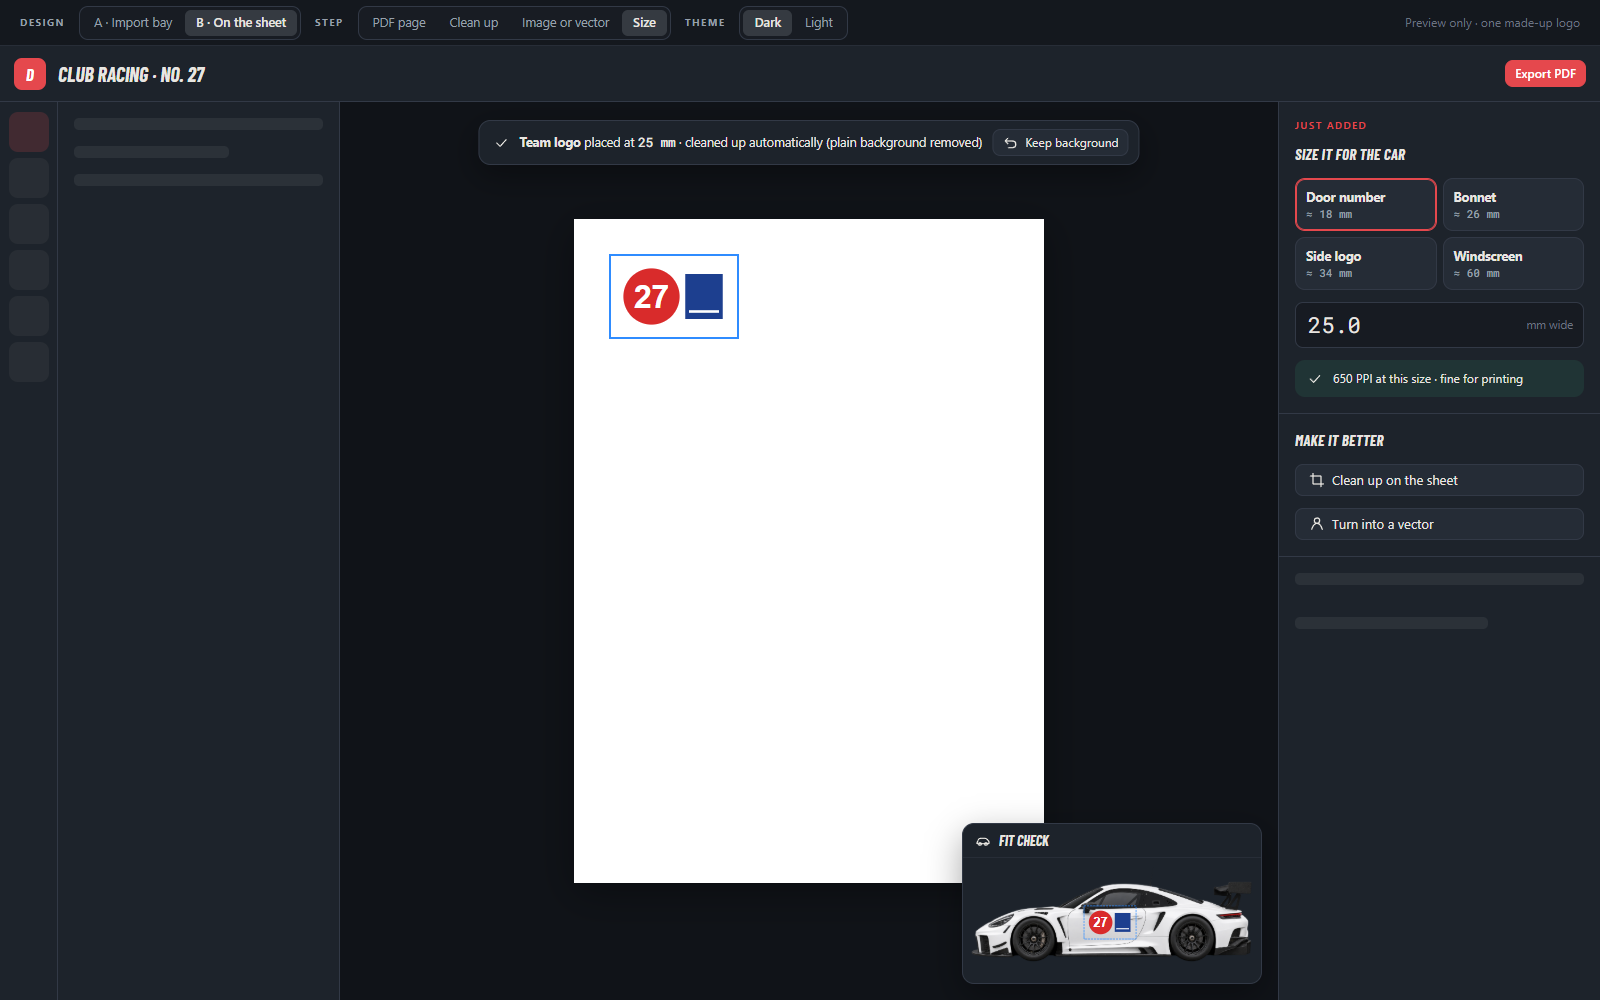 DESIGN
A · Import bay
B · On the sheet
STEP
PDF page
Clean up
Image or vector
Size
THEME
Dark
Light
Preview only · one made-up logo
D
CLUB RACING · NO. 27
Export PDF
Team logo placed at 25 mm · cleaned up automatically (plain background removed)
Keep background
27
FIT CHECK
27
JUST ADDED
SIZE IT FOR THE CAR
Door number
≈ 18 mm
Bonnet
≈ 26 mm
Side logo
≈ 34 mm
Windscreen
≈ 60 mm
25.0
mm wide
650 PPI at this size · fine for printing
MAKE IT BETTER
Clean up on the sheet
Turn into a vector